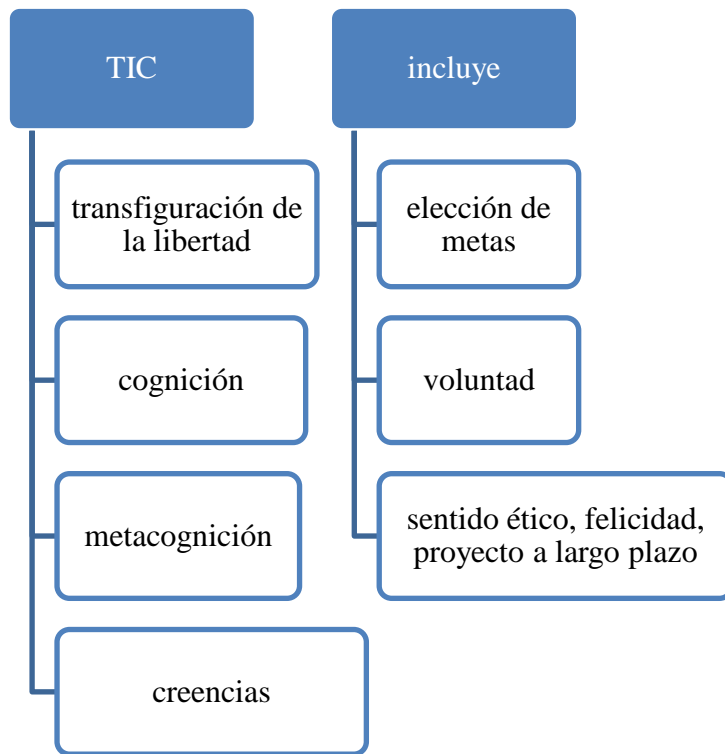 TIC
transfiguración de
la libertad
cognición
metacognición
creencias
incluye
elección de
metas
voluntad
sentido ético, felicidad,
proyecto a largo plazo